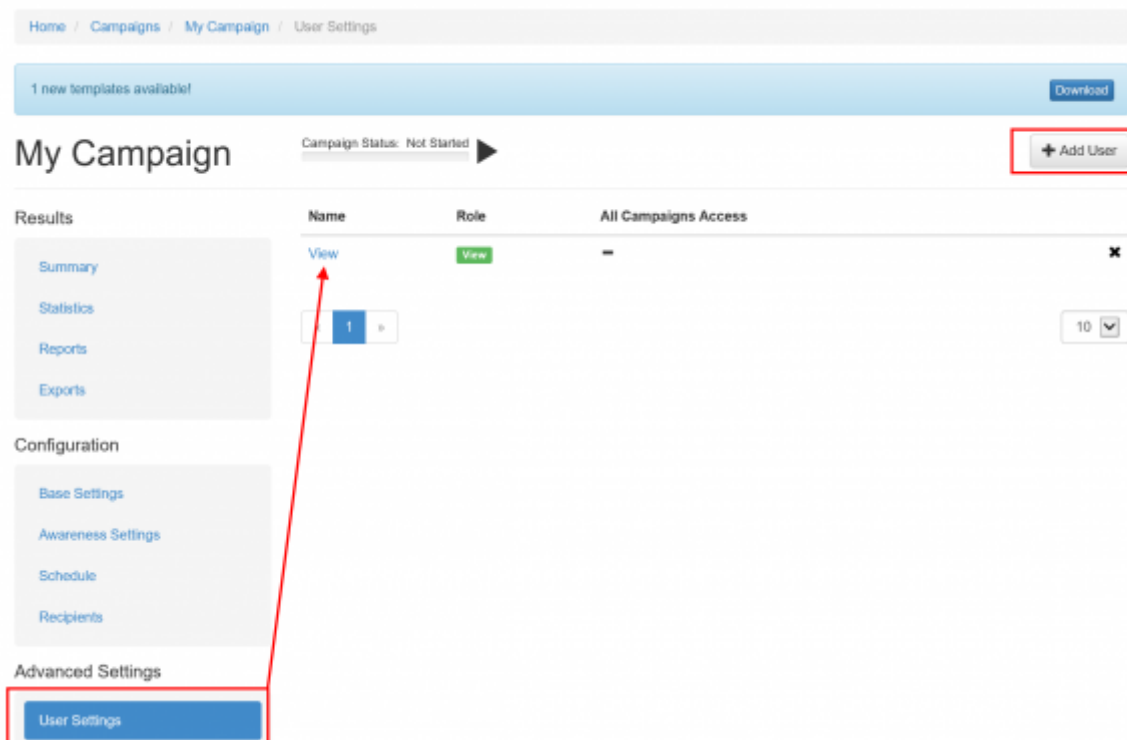 Home / Campaigns / My Campaign / User Settings
1 new templates available!
Download
My Campaign
Campaign Status: Not Started
Add User
Results
Summary
Statistics
Reports
Exports
Configuration
Base Settings
Awareness Settings
Schedule
Recipients
Advanced Settings
User Settings
Name Role All Campaigns Access
View View -
1 »
10